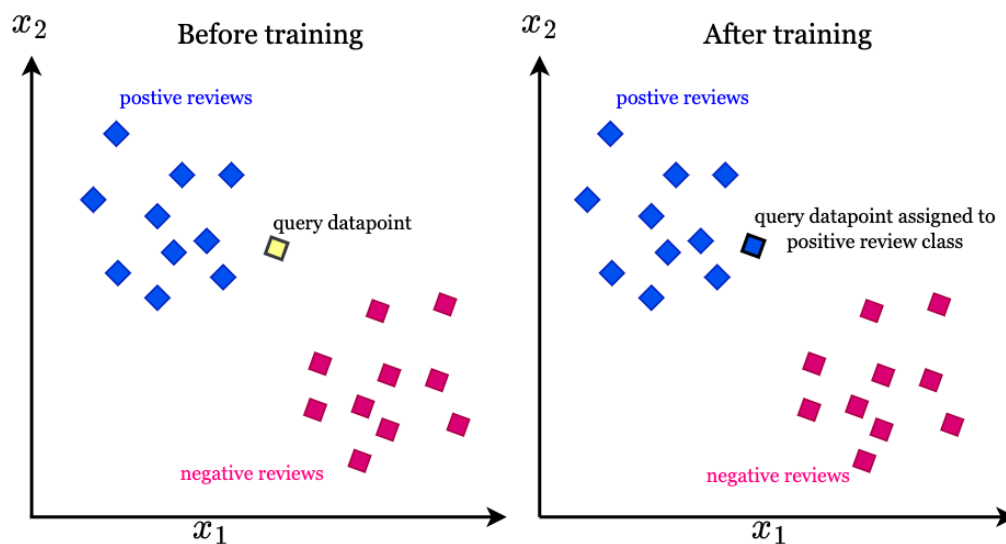 x₂
Before training
postive reviews
query datapoint
negative reviews
x₁
x₂
After training
postive reviews
query datapoint assigned to
positive review class
negative reviews
x₁